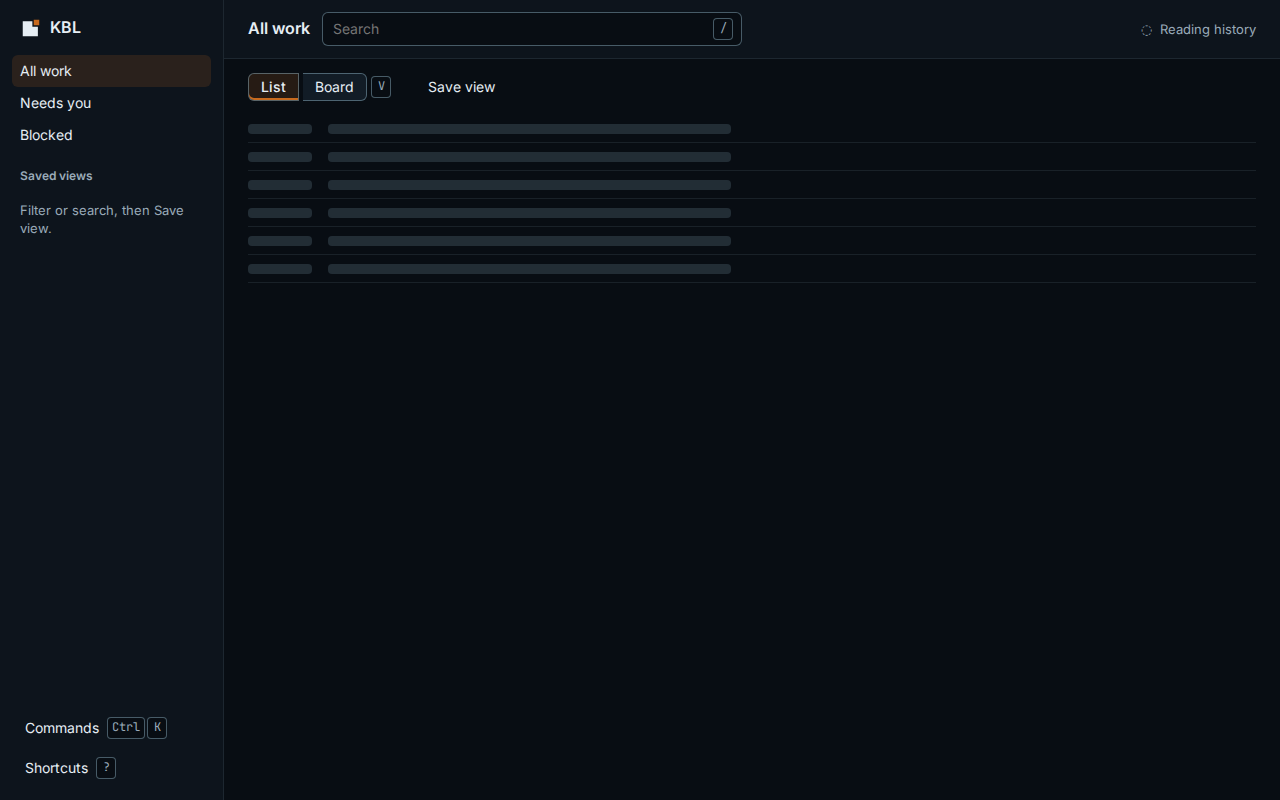 KBL
All work
Needs you
Blocked
Saved views
Filter or search, then Save
view.
Commands Ctrl K
Shortcuts ?
All work
Search /
Reading history
List Board V Save view